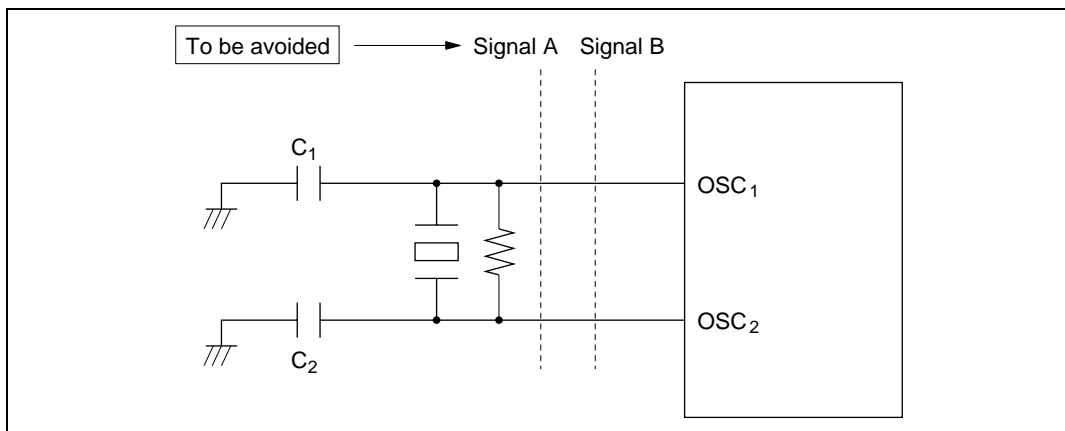 To be avoided
Signal A
Signal B
C1
OSC1
OSC2
C2